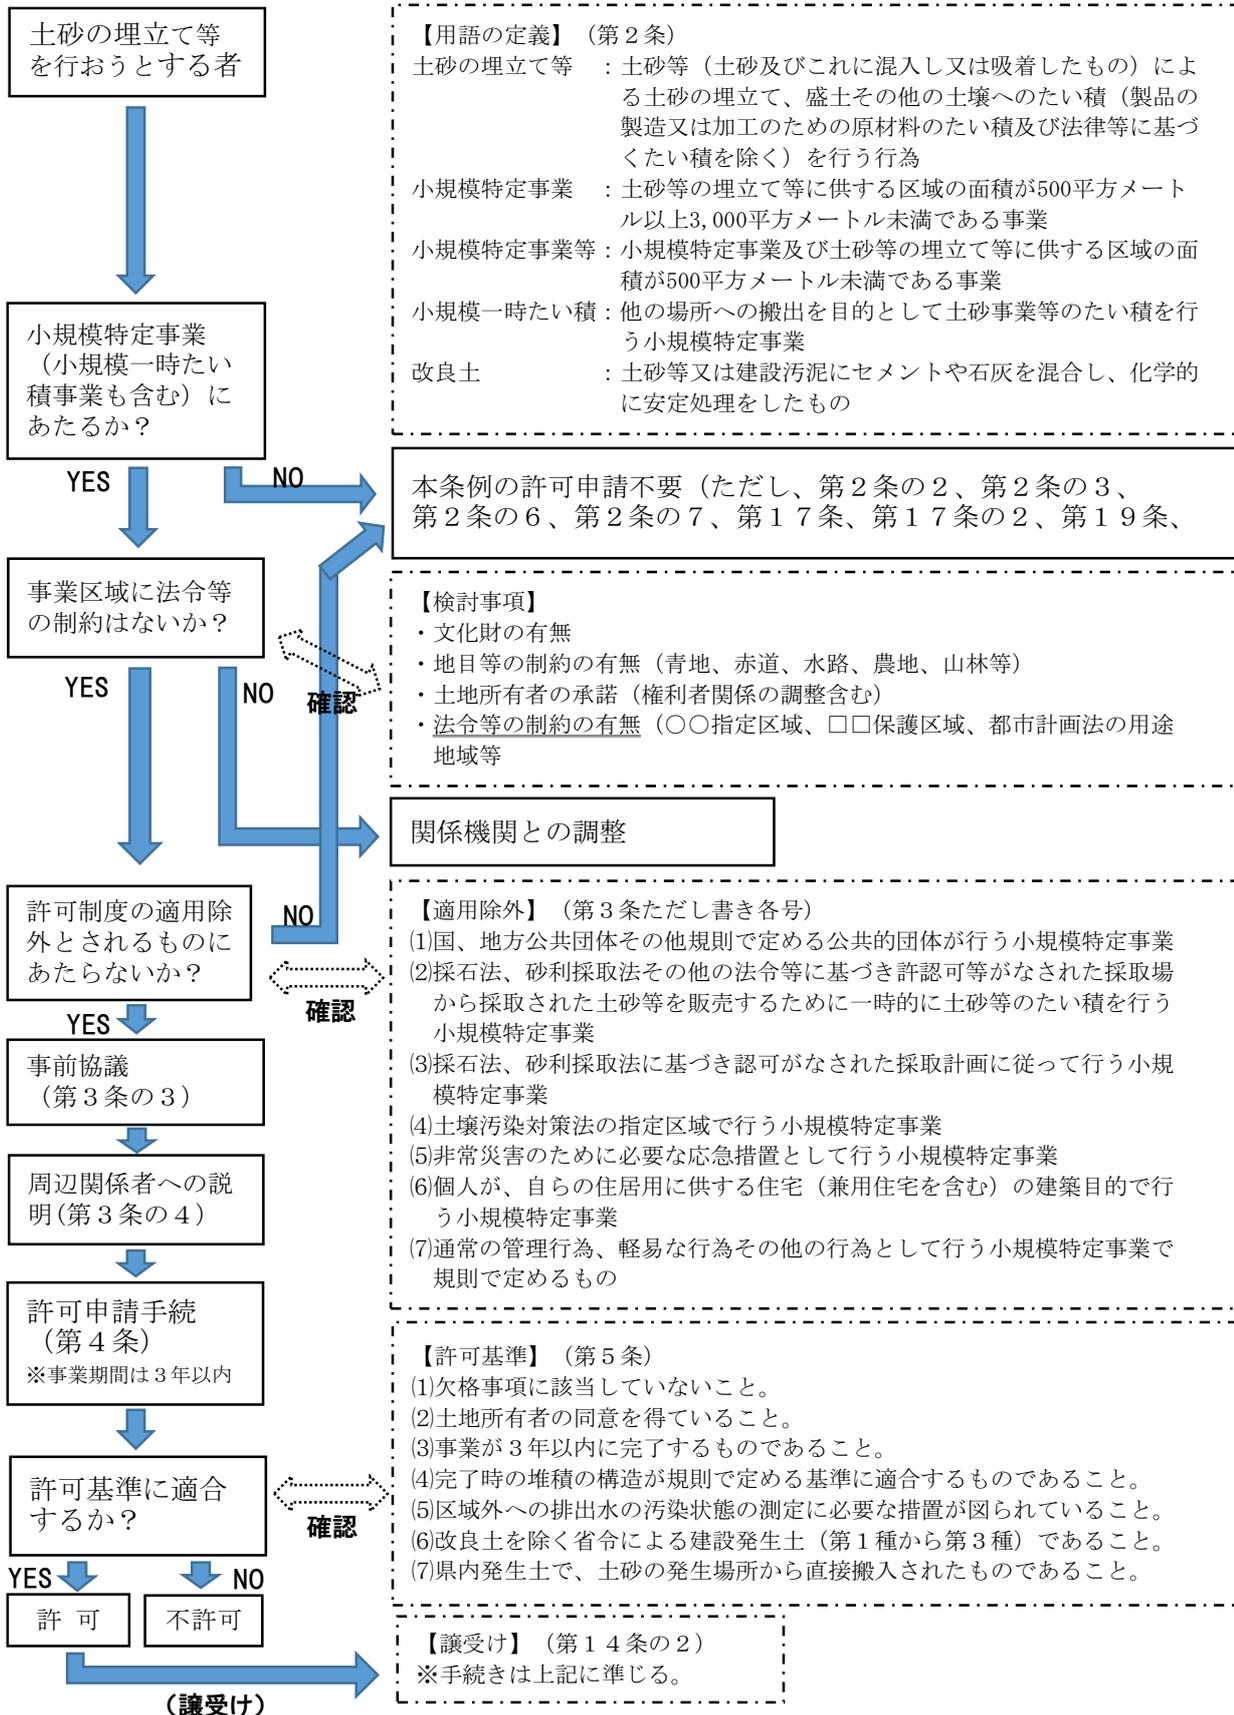 土砂の埋立て等
を行おうとする者
【用語の定義】（第２条）
土砂の埋立て等　：土砂等（土砂及びこれに混入し又は吸着したもの）によ
る土砂の埋立て、盛土その他の土壌へのたい積（製品の
製造又は加工のための原材料のたい積及び法律等に基づ
くたい積を除く）を行う行為
小規模特定事業　：土砂等の埋立て等に供する区域の面積が500平方メート
ル以上3,000平方メートル未満である事業
小規模特定事業等：小規模特定事業及び土砂等の埋立て等に供する区域の面
積が500平方メートル未満である事業
小規模一時たい積：他の場所への搬出を目的として土砂事業等のたい積を行
う小規模特定事業
改良土　　　　　：土砂等又は建設汚泥にセメントや石灰を混合し、化学的
に安定処理をしたもの
小規模特定事業
（小規模一時たい
積事業も含む）に
あたるか？
YES
NO
本条例の許可申請不要（ただし、第２条の２、第２条の３、
第２条の６、第２条の７、第１７条、第１７条の２、第１９条、
事業区域に法令等
の制約はないか？
YES
NO
確認
【検討事項】
・文化財の有無
・地目等の制約の有無（青地、赤道、水路、農地、山林等）
・土地所有者の承諾（権利者関係の調整含む）
・法令等の制約の有無（○○指定区域、□□保護区域、都市計画法の用途
地域等
関係機関との調整
許可制度の適用除
外とされるものに
あたらないか？
NO
確認
YES
【適用除外】（第３条ただし書き各号）
⑴国、地方公共団体その他規則で定める公共的団体が行う小規模特定事業
⑵採石法、砂利採取法その他の法令等に基づき許認可等がなされた採取場
から採取された土砂等を販売するために一時的に土砂等のたい積を行う
小規模特定事業
⑶採石法、砂利採取法に基づき認可がなされた採取計画に従って行う小規
模特定事業
⑷土壌汚染対策法の指定区域で行う小規模特定事業
⑸非常災害のために必要な応急措置として行う小規模特定事業
⑹個人が、自らの住居用に供する住宅（兼用住宅を含む）の建築目的で行
う小規模特定事業
⑺通常の管理行為、軽易な行為その他の行為として行う小規模特定事業で
規則で定めるもの
事前協議
（第３条の３）
周辺関係者への説
明(第３条の４)
許可申請手続
（第４条）
※事業期間は３年以内
許可基準に適合
するか？
確認
【許可基準】（第５条）
⑴欠格事項に該当していないこと。
⑵土地所有者の同意を得ていること。
⑶事業が３年以内に完了するものであること。
⑷完了時の堆積の構造が規則で定める基準に適合するものであること。
⑸区域外への排出水の汚染状態の測定に必要な措置が図られていること。
⑹改良土を除く省令による建設発生土（第１種から第３種）であること。
⑺県内発生土で、土砂の発生場所から直接搬入されたものであること。
YES
NO
許　可
不許可
(譲受け)
【譲受け】（第１４条の２）
※手続きは上記に準じる。